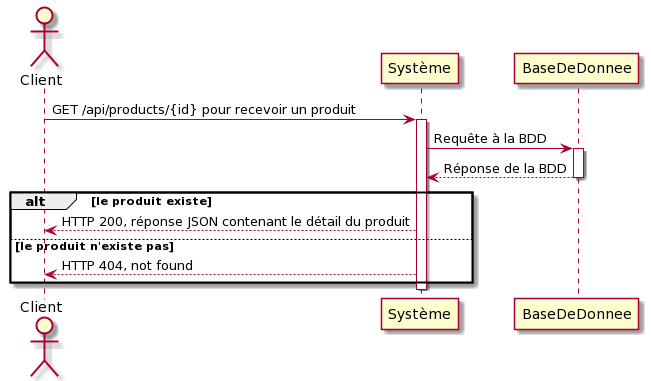 Client
Système
BaseDeDonnee
GET /api/products/{id} pour recevoir un produit
Requête à la BDD
Réponse de la BDD
alt [le produit existe]
HTTP 200, réponse JSON contenant le détail du produit
[le produit n'existe pas]
HTTP 404, not found
Client
Système
BaseDeDonnee